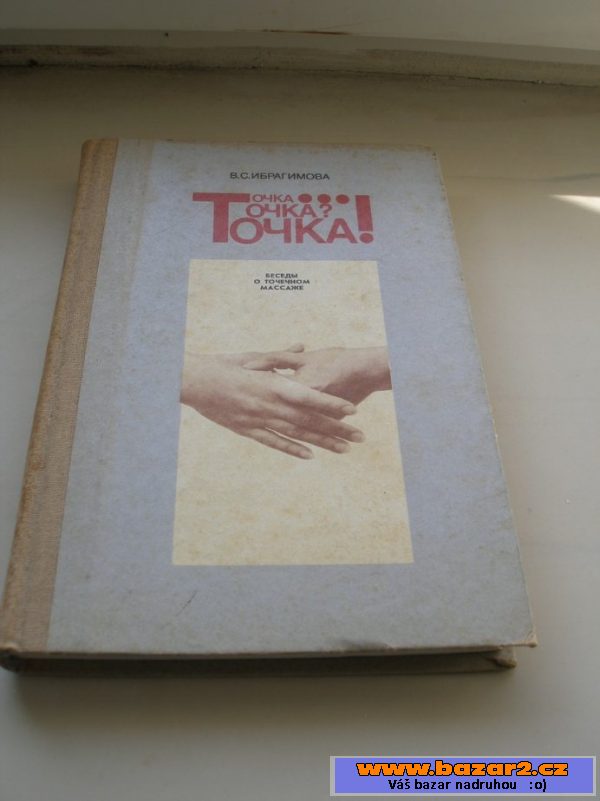 В.С.ИБРАГИМОВА
ТОЧКА...
ТОЧКА?
ТОЧКА!
БЕСЕДЫ
О ТОЧЕЧНОМ
МАССАЖЕ
www.bazar2.cz
Váš bazar nadruhou :o)